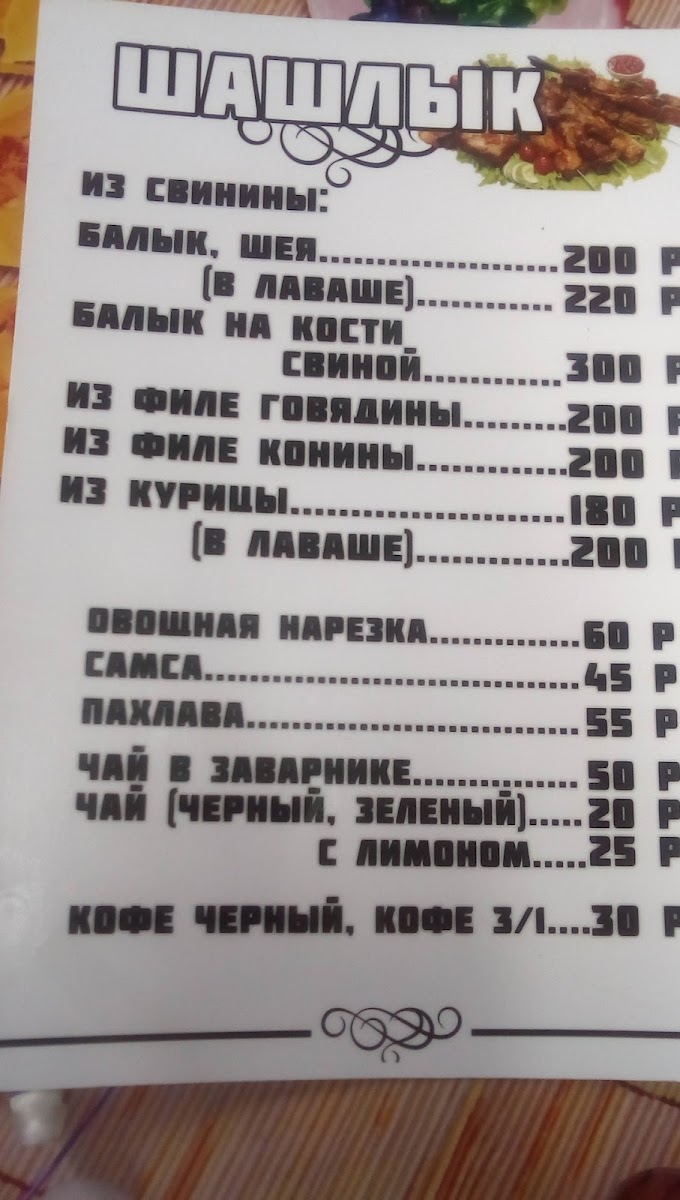 ШАШЛЫК
ИЗ СВИНИНЫ:
БАЛЫК, ШЕЯ......................200 Р
(В ЛАВАШЕ)............ 220 Р
БАЛЫК НА КОСТИ
СВИНОЙ............300 Р
ИЗ ФИЛЕ ГОВЯДИНЫ.........200 Р
ИЗ ФИЛЕ КОНИНЫ.............200 Р
ИЗ КУРИЦЫ.........................180 Р
(В ЛАВАШЕ).............200 Р
ОВОЩНАЯ НАРЕЗКА.............60 Р
САМСА.................................45 Р
ПАХЛАВА.............................55 Р
ЧАЙ В ЗАВАРНИКЕ.............. 50 Р
ЧАЙ (ЧЕРНЫЙ, ЗЕЛЕНЫЙ).....20 Р
С ЛИМОНОМ.....25 Р
КОФЕ ЧЕРНЫЙ, КОФЕ 3/1....30 Р